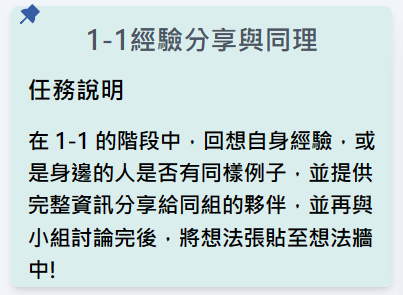 1-1經驗分享與同理
任務說明
在 1-1 的階段中，回想自身經驗，或
是身邊的人是否有同樣例子，並提供
完整資訊分享給同組的夥伴，並再與
小組討論完後，將想法張貼至想法牆
中!